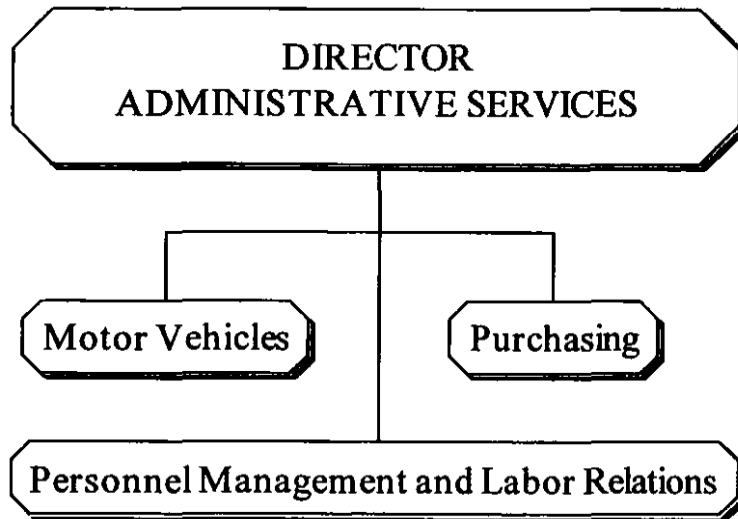 DIRECTOR
ADMINISTRATIVE SERVICES
Motor Vehicles
Purchasing
Personnel Management and Labor Relations